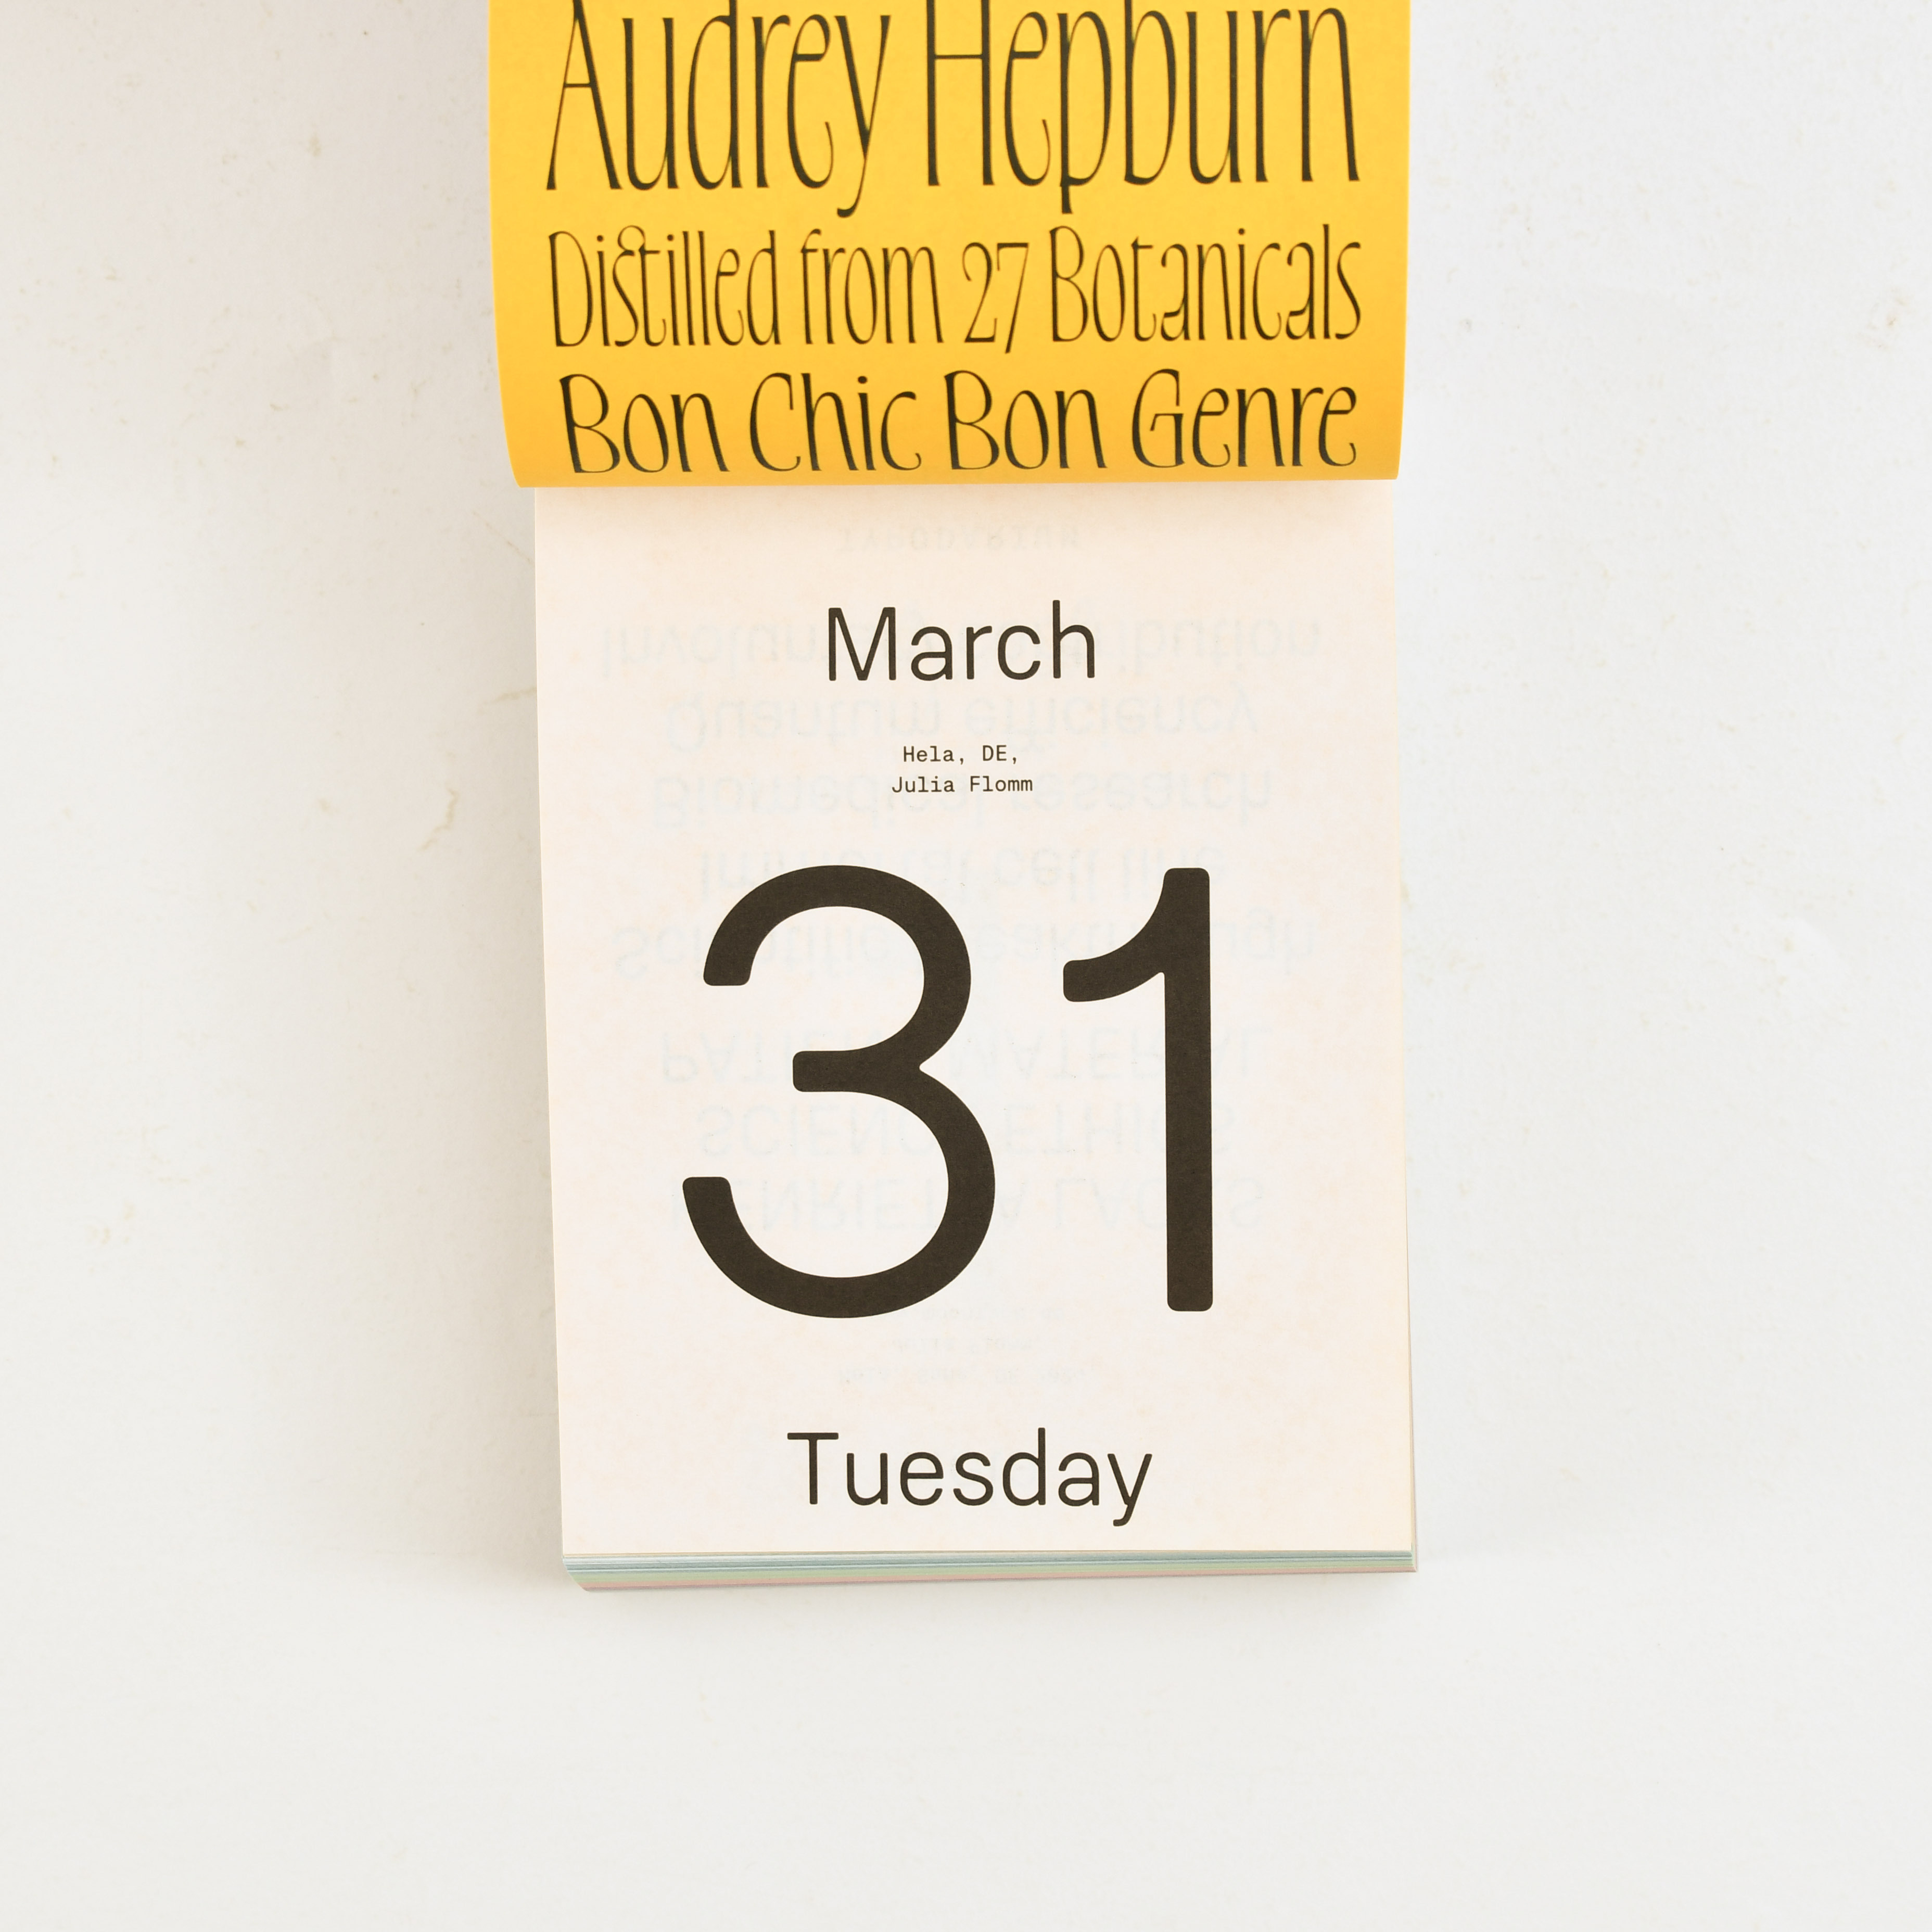 Audrey Hepburn
Distilled from 27 Botanicals
Bon Chic Bon Genre
March
Hela, DE,
Julia Flomm
31
Tuesday